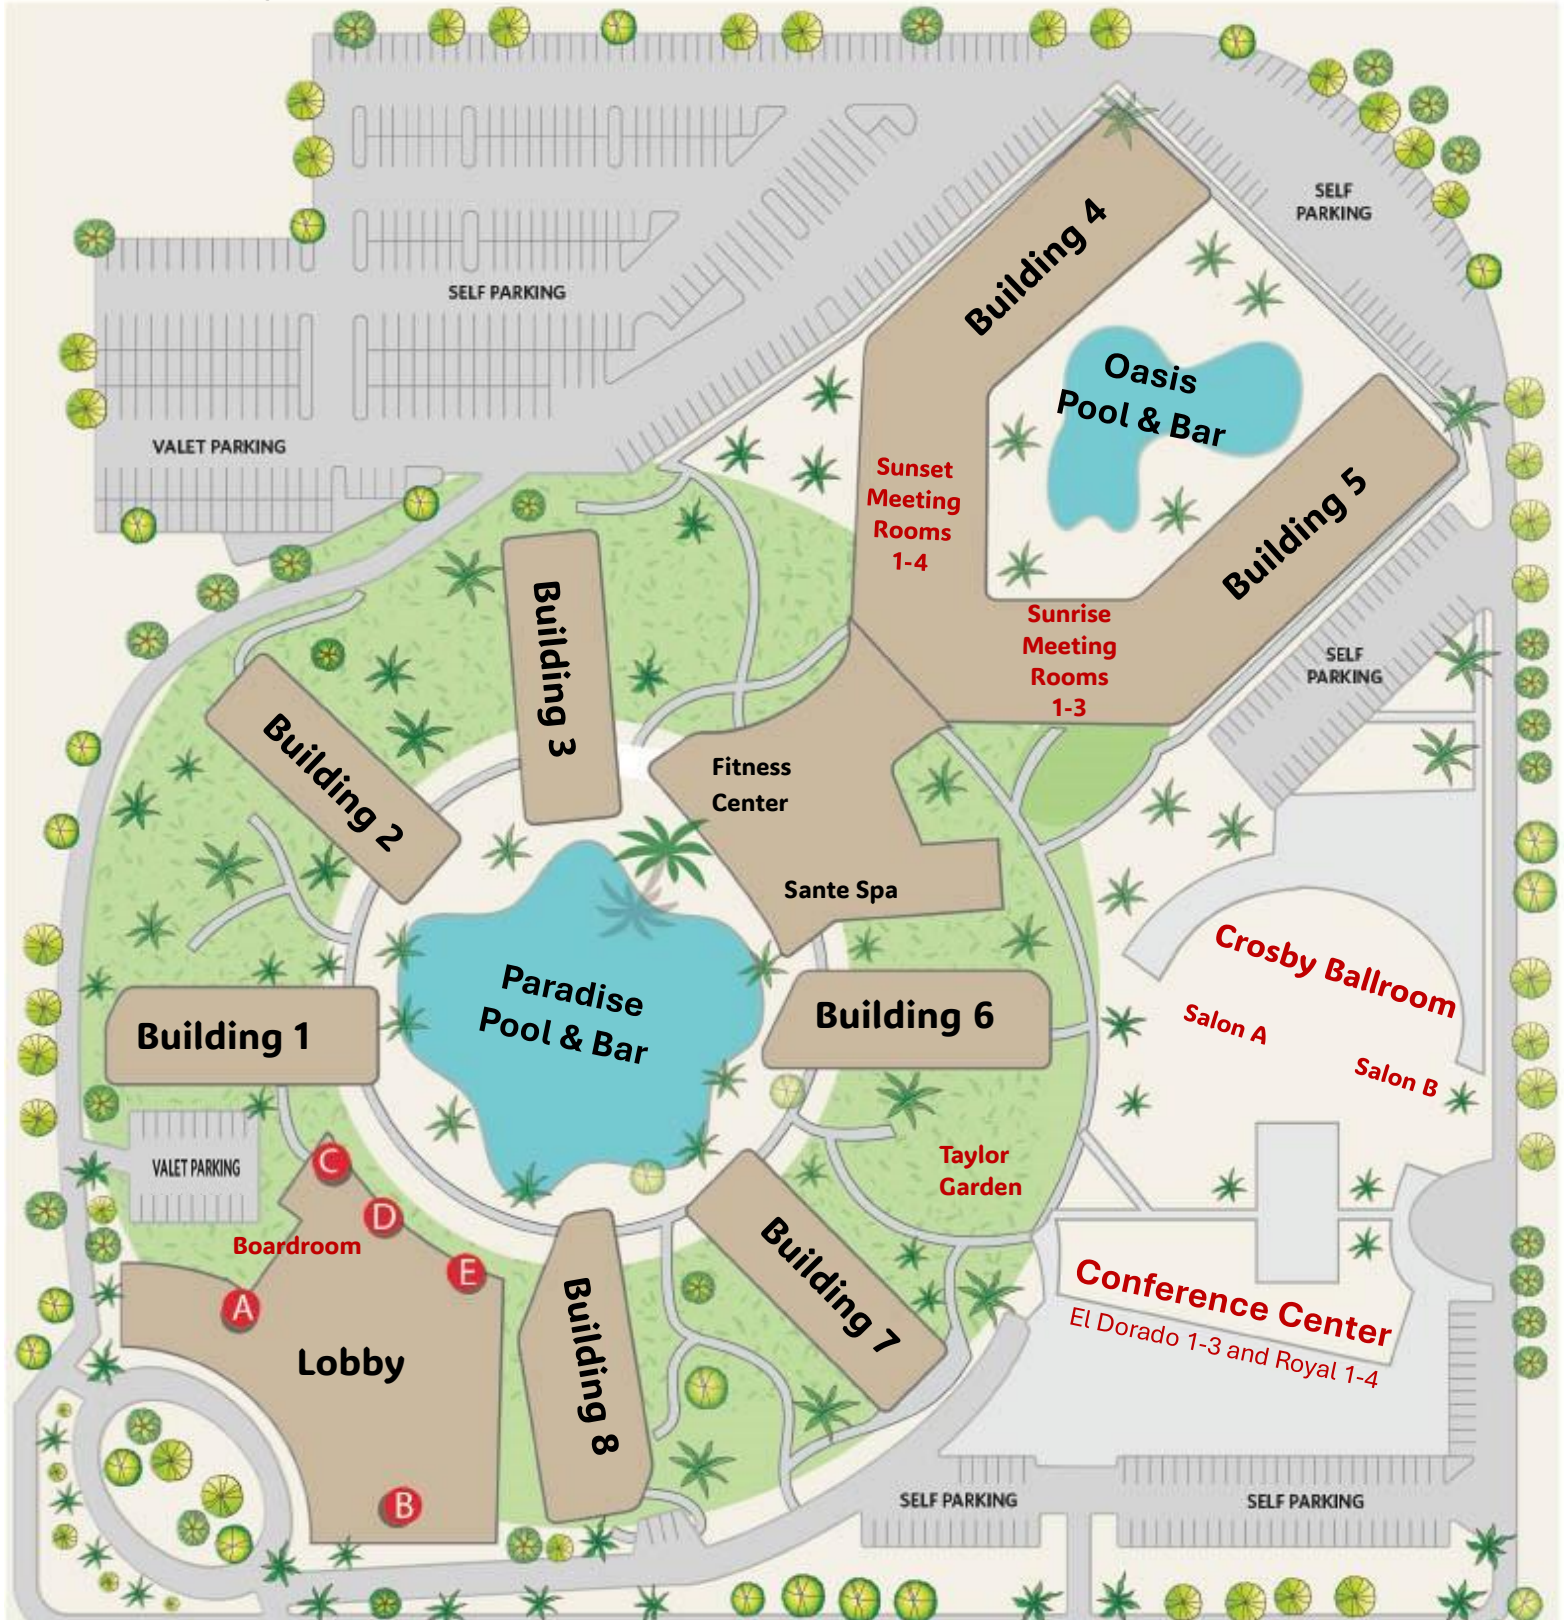 SELF
PARKING
Building 4
SELF PARKING
Oasis
Pool & Bar
VALET PARKING
Sunset
Meeting
Rooms
1-4
Building 5
Building 3
Sunrise
Meeting
Rooms
1-3
SELF
PARKING
Building 2
Fitness
Center
Sante Spa
Crosby Ballroom
Salon A
Salon B
Paradise
Pool & Bar
Building 1
Building 6
Taylor
Garden
VALET PARKING
C
D
Boardroom
E
A
Building 7
Conference Center
El Dorado 1-3 and Royal 1-4
Lobby
Building 8
B
SELF PARKING
SELF PARKING